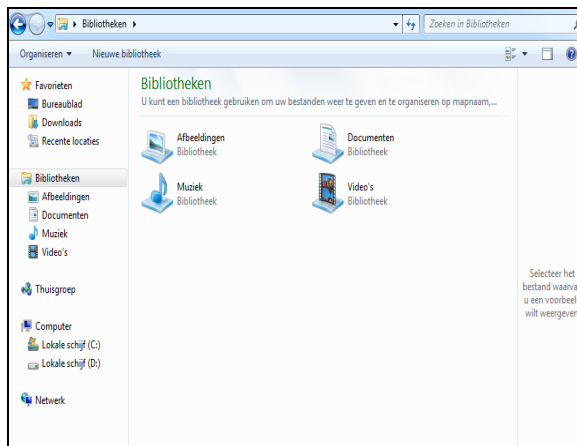 Bibliotheken
Zoeken in Bibliotheken
Organiseren
Nieuwe bibliotheek
Favorieten
Bureaublad
Downloads
Recente locaties
Bibliotheken
Afbeeldingen
Documenten
Muziek
Video's
Thuisgroep
Computer
Lokale schijf (C:)
Lokale schijf (D:)
Netwerk
Bibliotheken
U kunt een bibliotheek gebruiken om uw bestanden weer te geven en te organiseren op mapnaam,...
Afbeeldingen
Bibliotheek
Documenten
Bibliotheek
Muziek
Bibliotheek
Video's
Bibliotheek
Selecteer het
bestand waarva
u een voorbeel
wilt weergeven